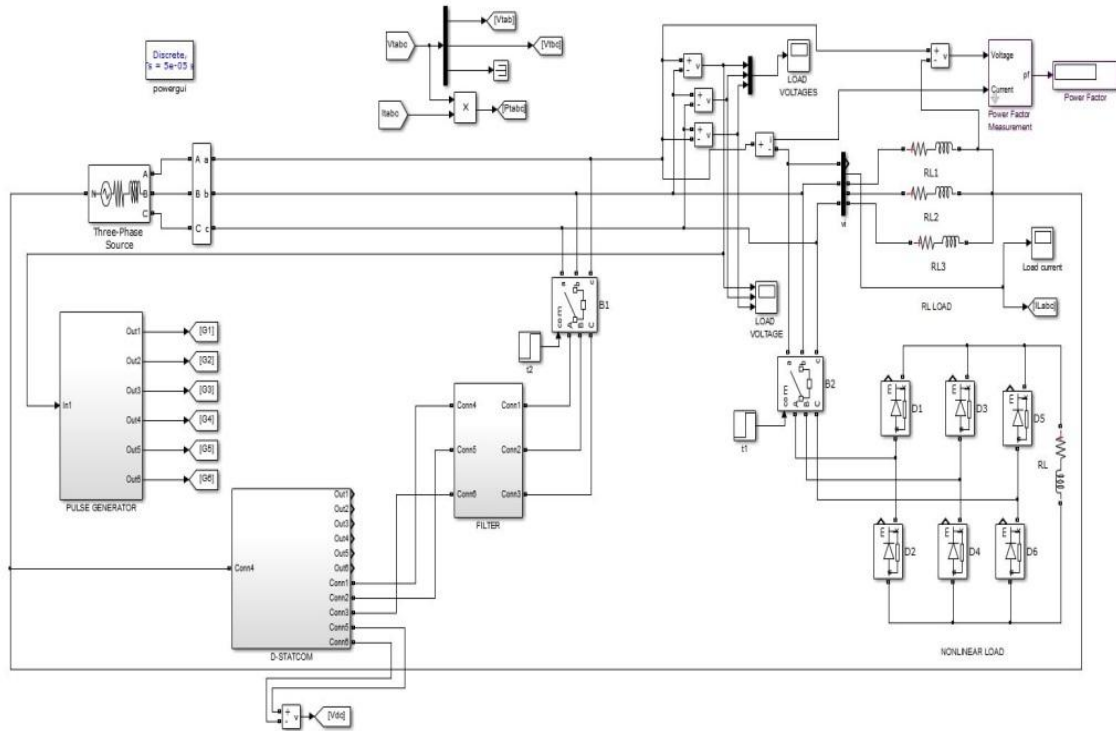 Discrete,
s = 5e-05 s
powergui
Vtabc
[Vtab]
[Vtbc]
Itabc
X
[Ptabc]
+
-
v
LOAD
VOLTAGES
+
-
v
+
-
v
+
-
v
+
-
i
Voltage
Current
pf
Power Factor
Measurement
Power Factor
N
A
B
C
Three-Phase
Source
A a
B b
C c
RL1
RL2
RL3
RL LOAD
Load current
[ILabc]
LOAD
VOLTAGE
a
c
A B C
com
B1
t2
a
c
A B C
B2
t1
In1
Out1
Out2
Out3
Out4
Out5
Out6
[G1]
[G2]
[G3]
[G4]
[G5]
[G6]
PULSE GENERATOR
Conn4
Conn5
Conn6
Conn1
Conn2
Conn3
FILTER
Conn4
Out1
Out2
Out3
Out4
Out5
Out6
Conn1
Conn2
Conn3
Conn5
Conn6
D-STATCOM
+
-
v
[Vdc]
E
D1
E
D3
E
D5
RL
E
D2
E
D4
E
D6
NONLINEAR LOAD